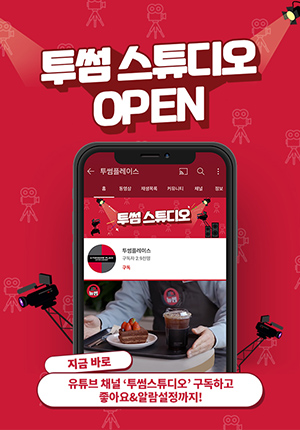 투썸 스튜디오
OPEN
투썸플레이스
홈 동영상 재생목록 커뮤니티 채널 정보
투썸 스튜디오
투썸플레이스
구독
지금 바로
유튜브 채널 '투썸스튜디오' 구독하고
좋아요&알람설정까지!